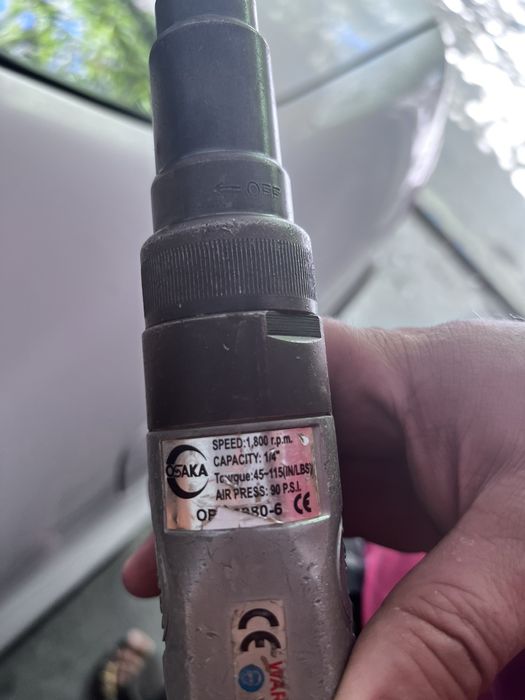 ← OFF
OSAKA
SPEED:1,800 r.p.m.
CAPACITY: 1/4"
Torque:45~115(IN/LBS)
AIR PRESS: 90 P.S.I.
CE
CE